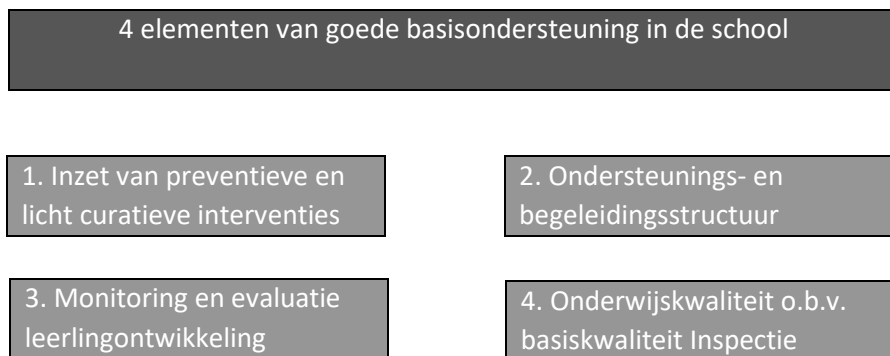 4 elementen van goede basisondersteuning in de school
1. Inzet van preventieve en
licht curatieve interventies
2. Ondersteunings- en
begeleidingsstructuur
3. Monitoring en evaluatie
leerlingontwikkeling
4. Onderwijskwaliteit o.b.v.
basiskwaliteit Inspectie